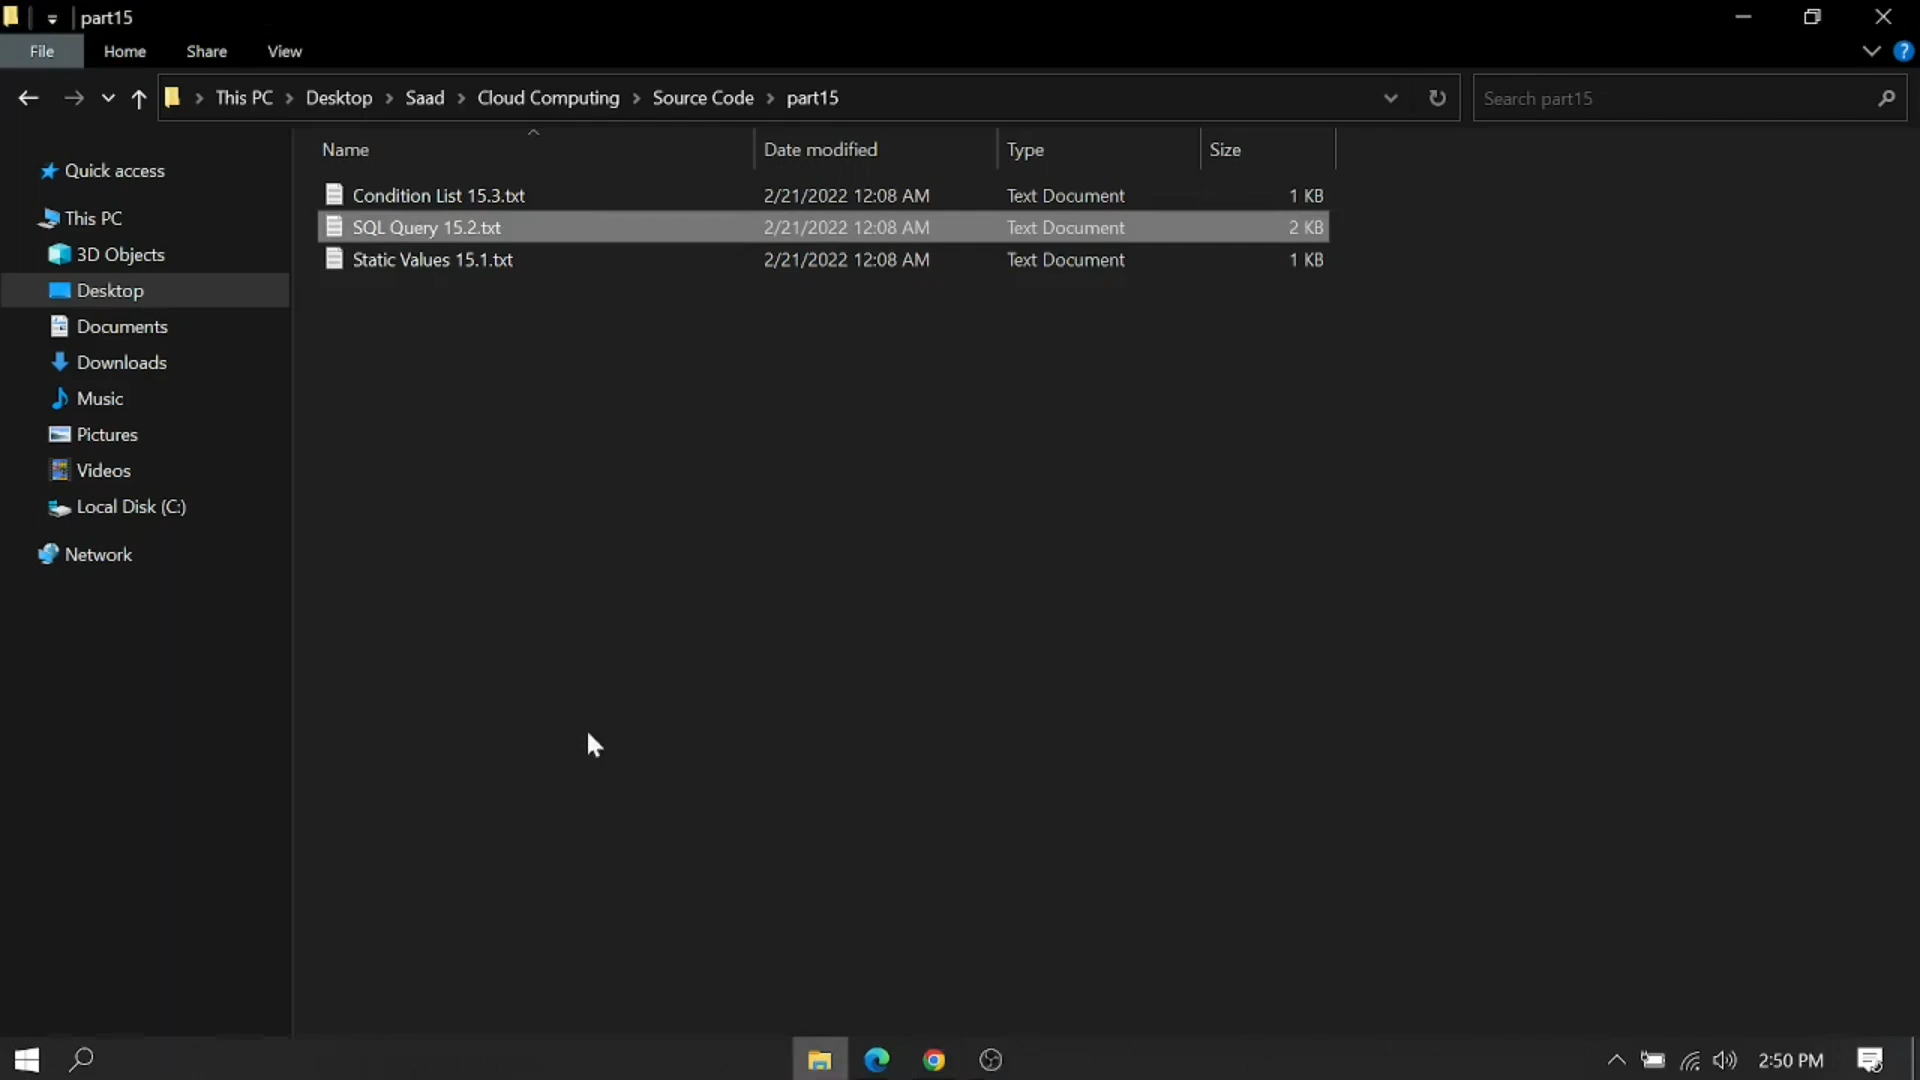 part15
File Home Share View
This PC Desktop Saad Cloud Computing Source Code part15 Search part15
Name Date modified Type Size
Quick access
This PC
3D Objects
Desktop
Documents
Downloads
Music
Pictures
Videos
Local Disk (C:)
Network
Condition List 15.3.txt 2/21/2022 12:08 AM Text Document 1 KB
SQL Query 15.2.txt 2/21/2022 12:08 AM Text Document 2 KB
Static Values 15.1.txt 2/21/2022 12:08 AM Text Document 1 KB
2:50 PM